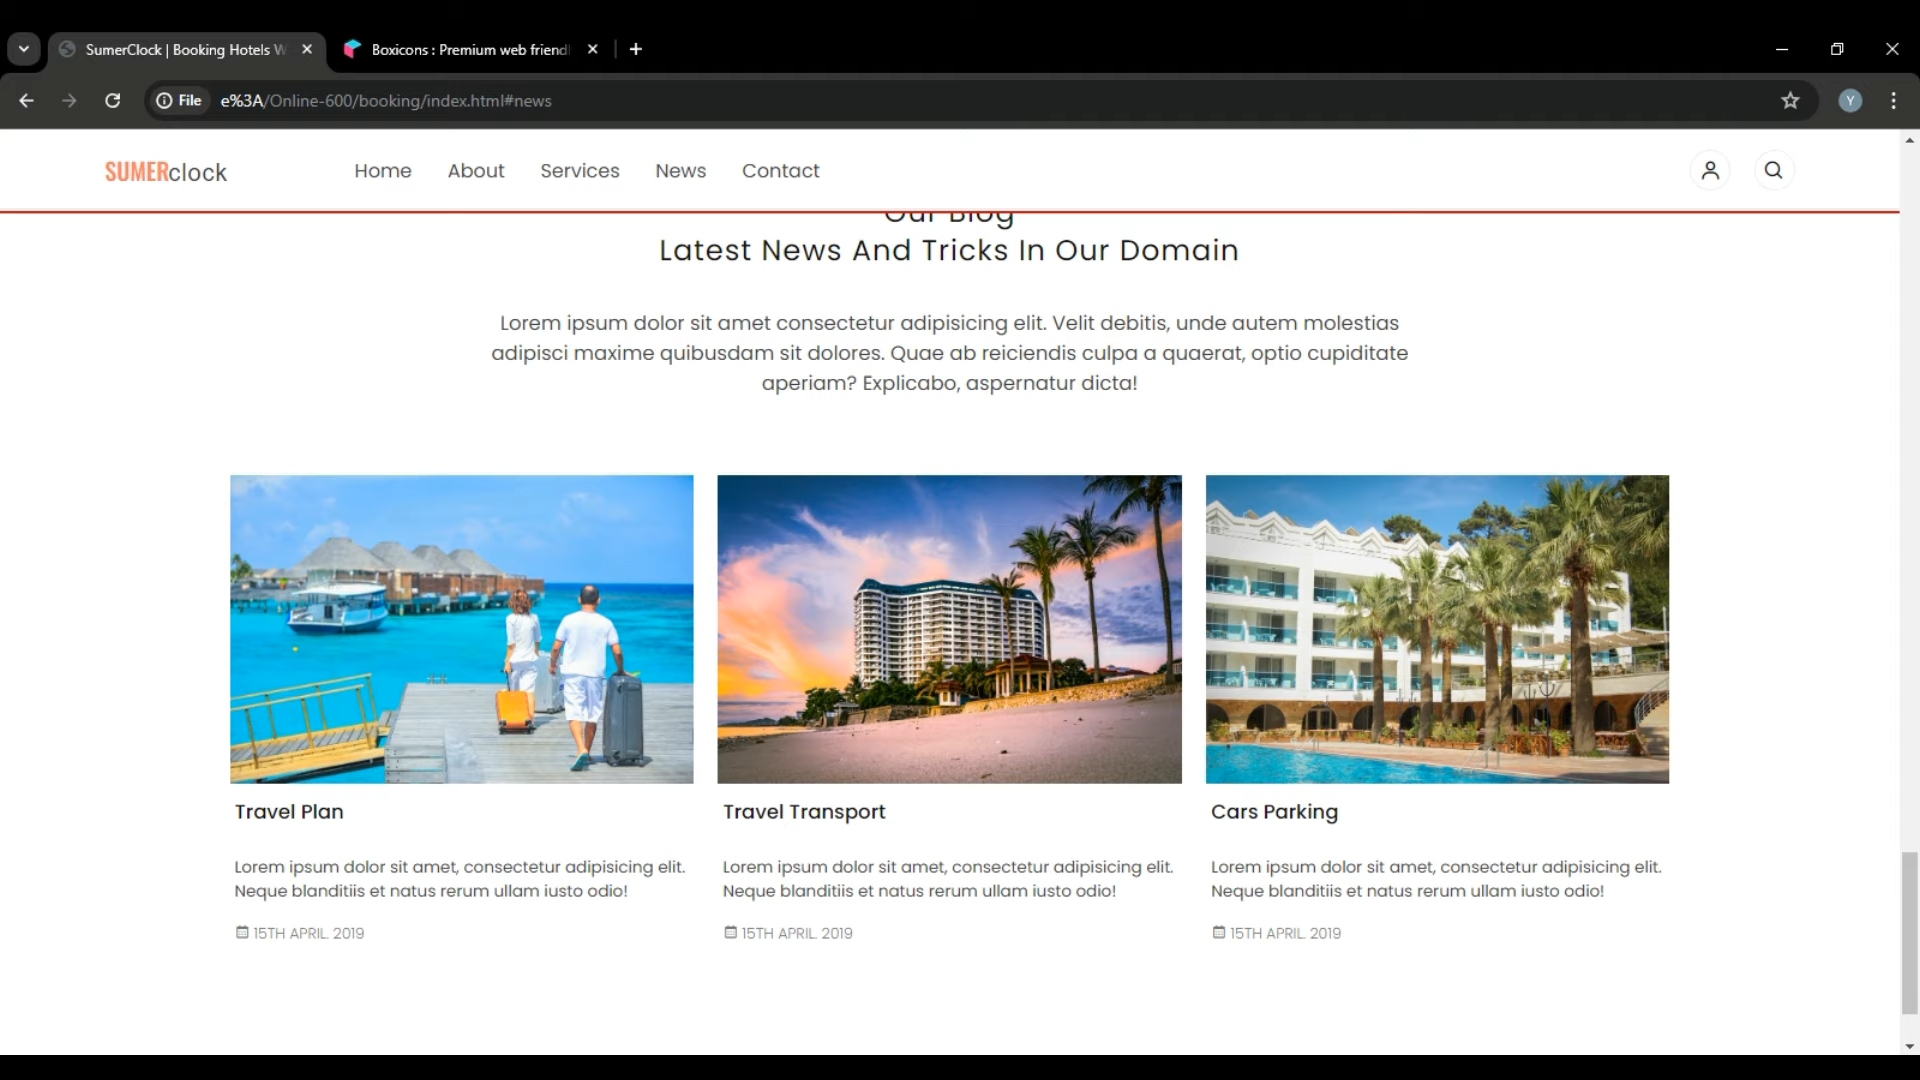 SumerClock | Booking Hotels W
Boxicons : Premium web friend
File e%3A/Online-600/booking/index.html#news
Y
SUMERclock
Home About Services News Contact
Our Blog
Latest News And Tricks In Our Domain
Lorem ipsum dolor sit amet consectetur adipisicing elit. Velit debitis, unde autem molestias
adipisci maxime quibusdam sit dolores. Quae ab reiciendis culpa a quaerat, optio cupiditate
aperiam? Explicabo, aspernatur dicta!
Travel Plan
Lorem ipsum dolor sit amet, consectetur adipisicing elit.
Neque blanditiis et natus rerum ullam iusto odio!
15TH APRIL. 2019
Travel Transport
Lorem ipsum dolor sit amet, consectetur adipisicing elit.
Neque blanditiis et natus rerum ullam iusto odio!
15TH APRIL. 2019
Cars Parking
Lorem ipsum dolor sit amet, consectetur adipisicing elit.
Neque blanditiis et natus rerum ullam iusto odio!
15TH APRIL. 2019